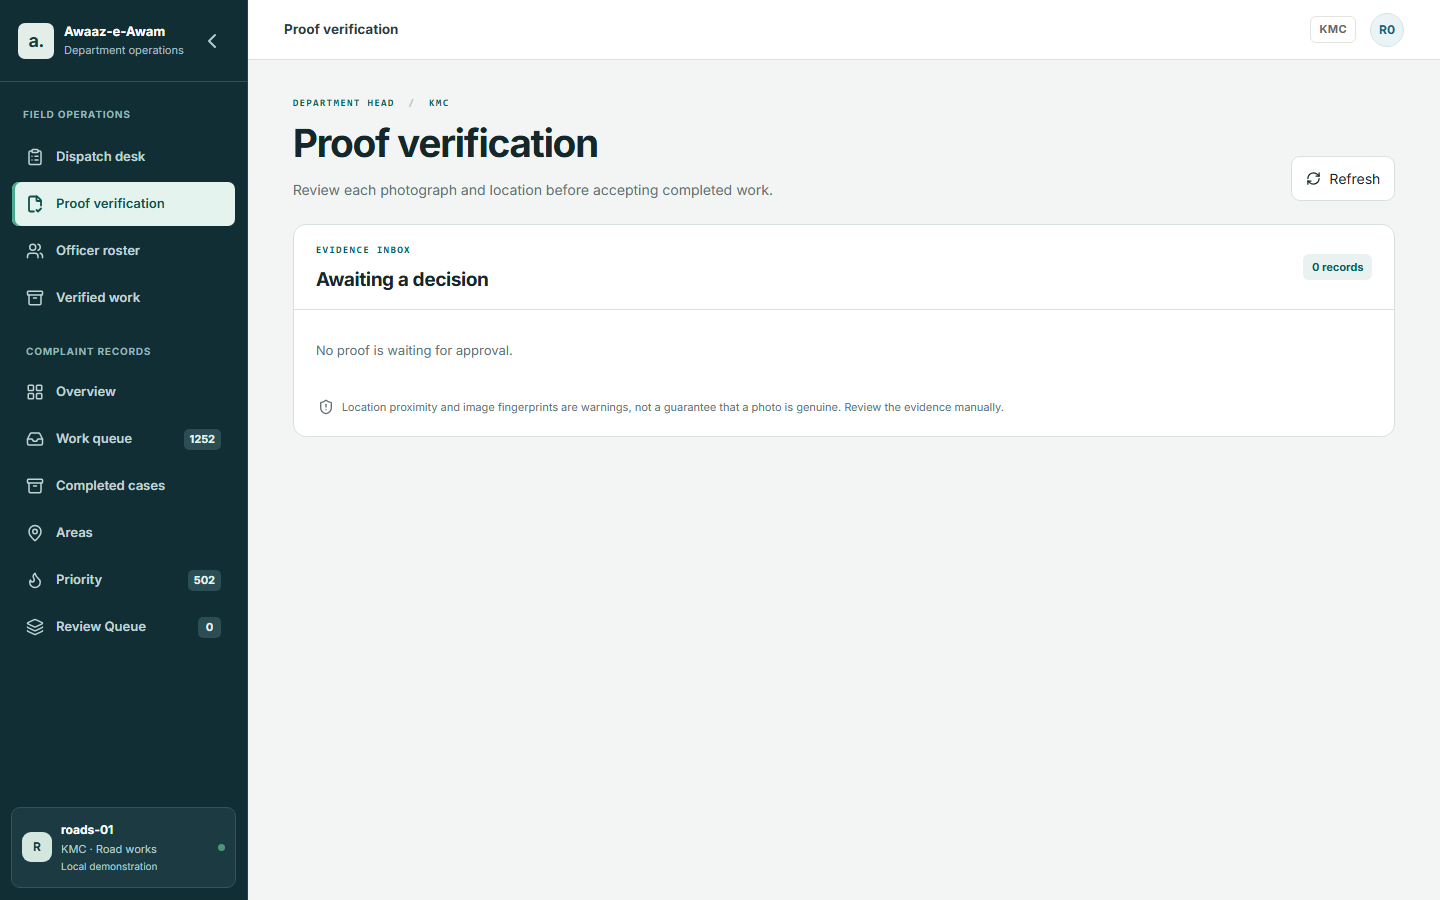 a.
Awaaz-e-Awam
Department operations
FIELD OPERATIONS
Dispatch desk
Proof verification
Officer roster
Verified work
COMPLAINT RECORDS
Overview
Work queue 1252
Completed cases
Areas
Priority 502
Review Queue 0
R
roads-01
KMC · Road works
Local demonstration
Proof verification
KMC
R0
DEPARTMENT HEAD / KMC
Proof verification
Review each photograph and location before accepting completed work.
Refresh
EVIDENCE INBOX
Awaiting a decision
0 records
No proof is waiting for approval.
Location proximity and image fingerprints are warnings, not a guarantee that a photo is genuine. Review the evidence manually.